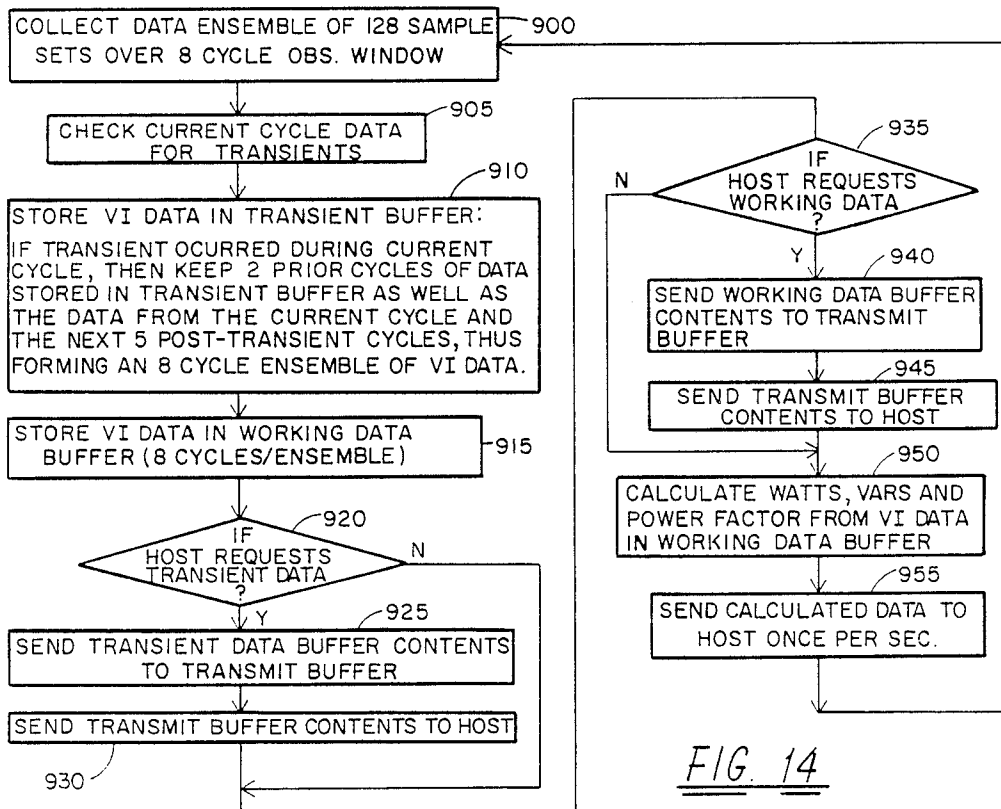 COLLECT DATA ENSEMBLE OF 128 SAMPLE
SETS OVER 8 CYCLE OBS. WINDOW
900
CHECK CURRENT CYCLE DATA
FOR TRANSIENTS
905
910
STORE VI DATA IN TRANSIENT BUFFER:
IF TRANSIENT OCURRED DURING CURRENT
CYCLE, THEN KEEP 2 PRIOR CYCLES OF DATA
STORED IN TRANSIENT BUFFER AS WELL AS
THE DATA FROM THE CURRENT CYCLE AND
THE NEXT 5 POST-TRANSIENT CYCLES, THUS
FORMING AN 8 CYCLE ENSEMBLE OF VI DATA.
STORE VI DATA IN WORKING DATA
BUFFER (8 CYCLES/ENSEMBLE)
915
920
IF
HOST REQUESTS
TRANSIENT DATA
?
N
Y
925
SEND TRANSIENT DATA BUFFER CONTENTS
TO TRANSMIT BUFFER
SEND TRANSMIT BUFFER CONTENTS TO HOST
930
935
IF
HOST REQUESTS
WORKING DATA
?
N
Y
940
SEND WORKING DATA BUFFER
CONTENTS TO TRANSMIT
BUFFER
945
SEND TRANSMIT BUFFER
CONTENTS TO HOST
950
CALCULATE WATTS, VARS AND
POWER FACTOR FROM VI DATA
IN WORKING DATA BUFFER
955
SEND CALCULATED DATA TO
HOST ONCE PER SEC.
FIG. 14